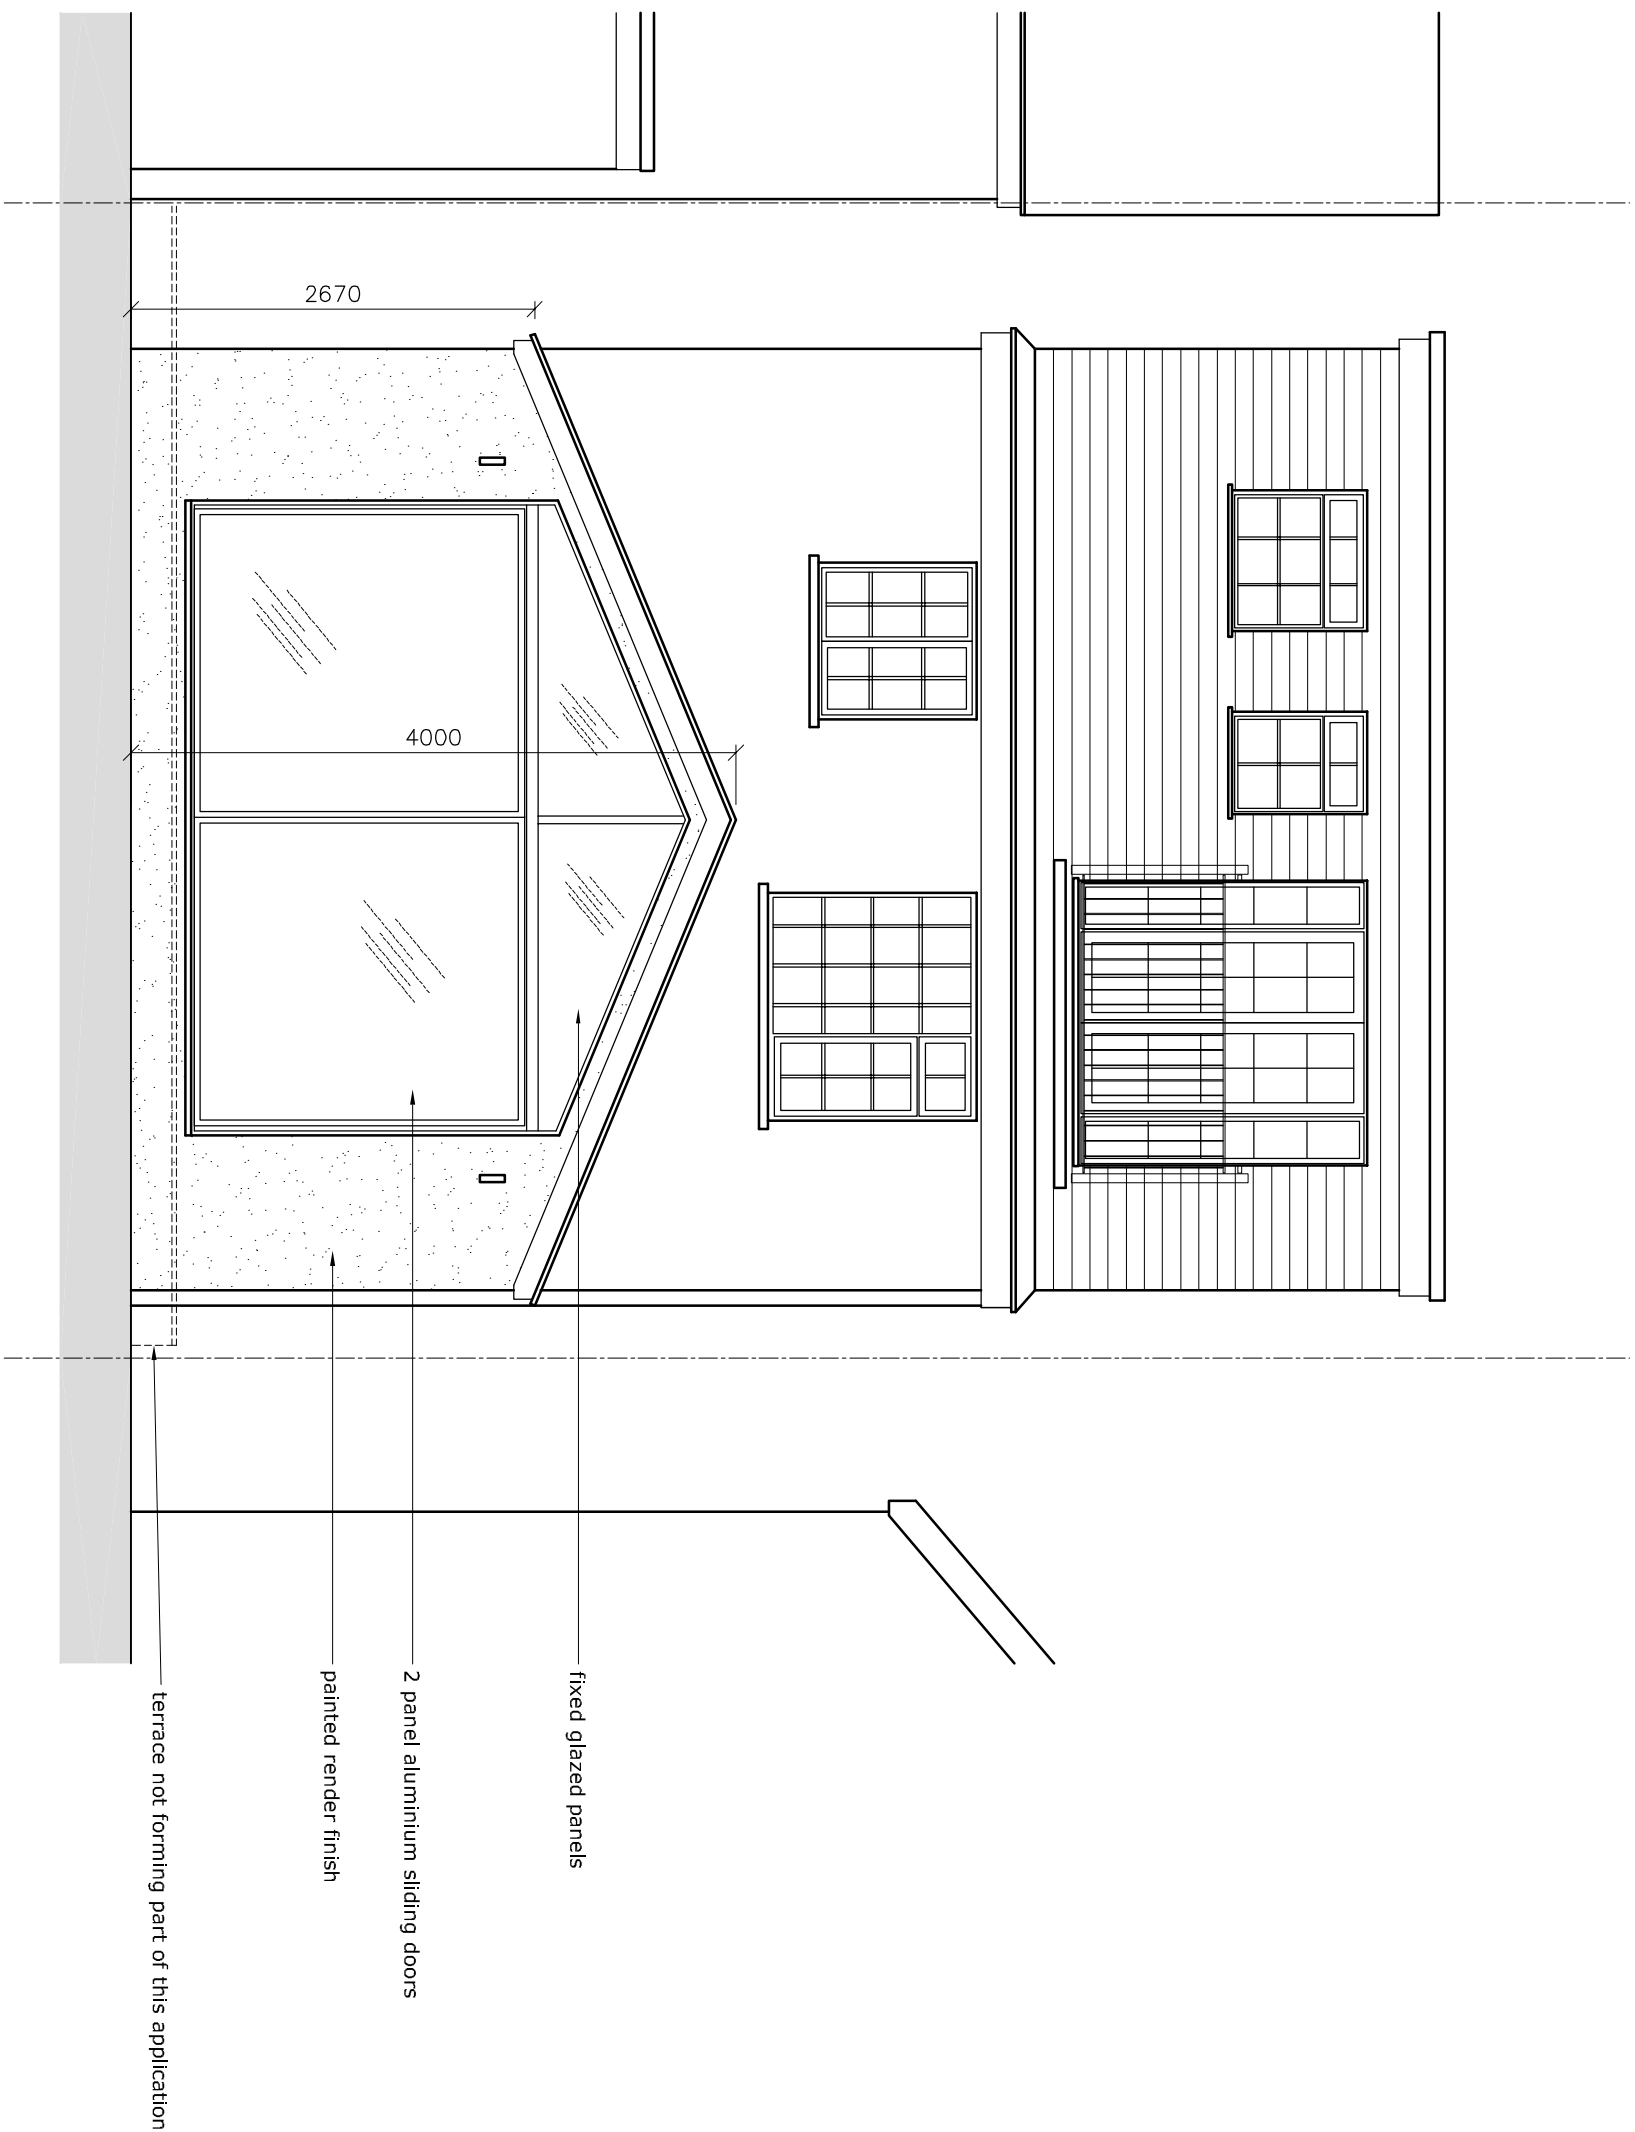 2670
4000
fixed glazed panels
2 panel aluminium sliding doors
painted render finish
terrace not forming part of this application